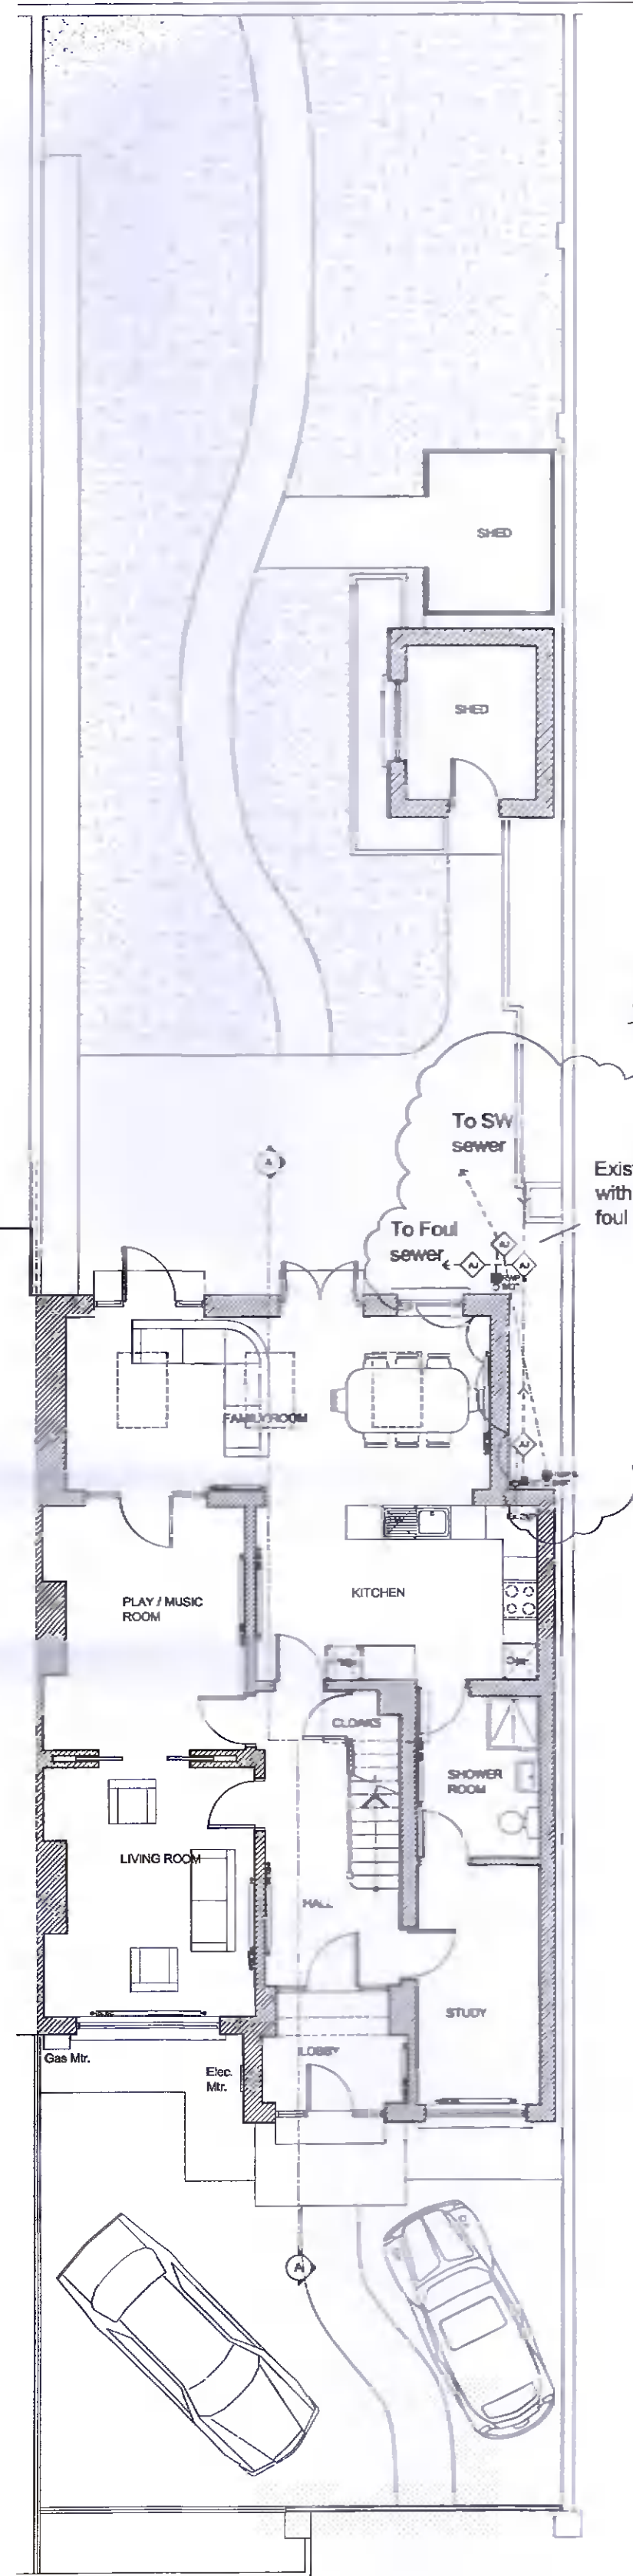 SHED
SHED
To SW
sewer
Exis
with
foul
To Foul
sewer
FAMILY ROOM
KITCHEN
PLAY / MUSIC
ROOM
CLOAKS
SHOWER
ROOM
LIVING ROOM
HALL
STUDY
LOBBY
Gas Mtr.
Elec.
Mtr.
A